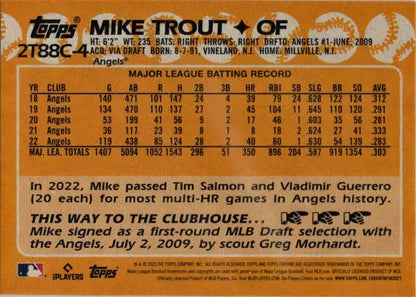 Topps
2T88C-4
MIKE TROUT ✦ OF
HT: 6'2" WT: 235 BATS: RIGHT THROWS: RIGHT DRFTD: ANGELS #1-JUNE, 2009
ACQ: VIA DRAFT BORN: 8-7-91, VINELAND, N.J. HOME: MILLVILLE, N.J.
Angels®
MAJOR LEAGUE BATTING RECORD
YR CLUB G AB R H 2B 3B HR RBI SB SLG BB SO AVG
18 Angels 140 471 101 147 24 4 39 79 24 .628 122 124 .312
19 Angels 134 470 110 137 27 2 45 104 11 .645 110 120 .291
20 Angels 53 199 41 56 9 2 17 46 1 .603 35 56 .281
21 Angels 36 117 23 39 8 1 8 18 2 .624 27 41 .333
22 Angels 119 438 85 124 28 2 40 80 1 .630 54 139 .283
MAJ. LEA. TOTALS 1407 5094 1052 1543 296 51 350 896 204 .587 919 1354 .303
In 2022, Mike passed Tim Salmon and Vladimir Guerrero
(20 each) for most multi-HR games in Angels history.
THIS WAY TO THE CLUBHOUSE...
Mike signed as a first-round MLB Draft selection with
the Angels, July 2, 2009, by scout Greg Morhardt.
PLAYERS
Topps